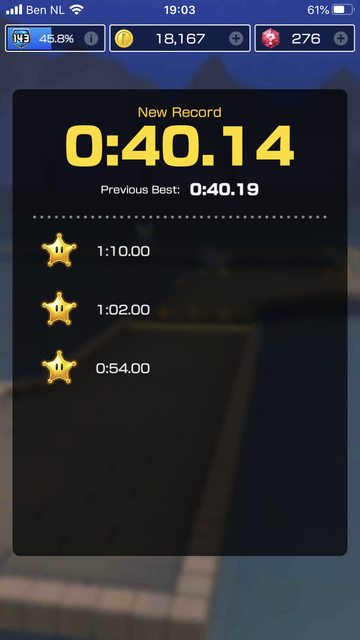 Ben NL 19:03 61%
143 45.8% i 18,167 + 276 +
New Record
0:40.14
Previous Best: 0:40.19
1:10.00
1:02.00
0:54.00